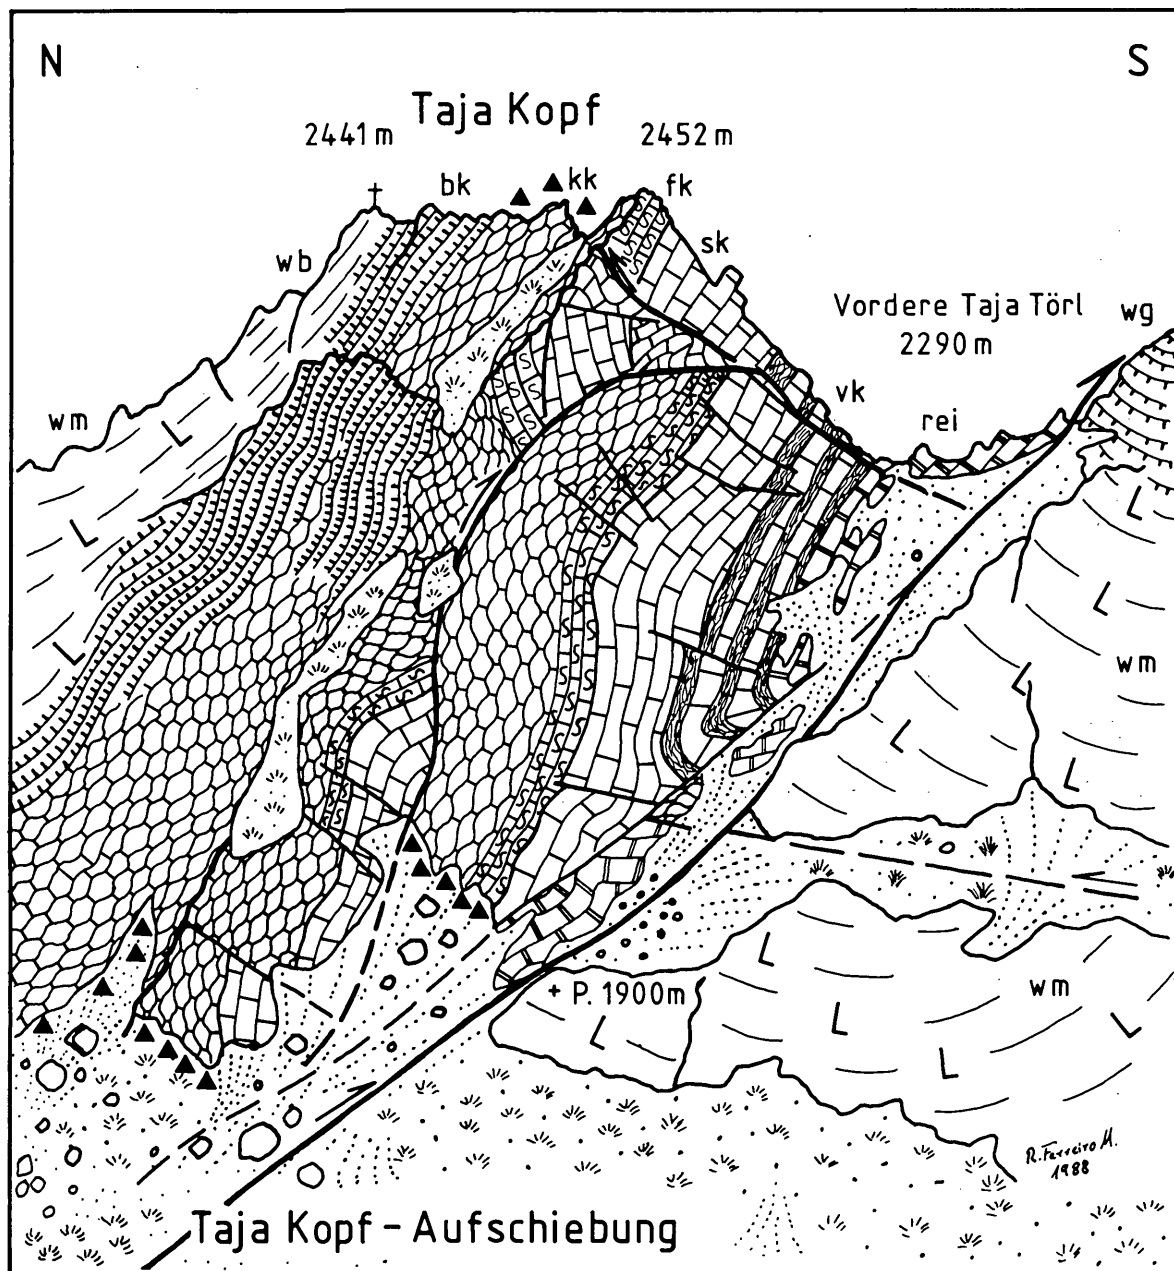 N
S
Taja Kopf
2441 m
2452 m
bk
kk
fk
sk
wb
Vordere Taja Törl
2290 m
wg
wm
vk
rei
wm
+ P. 1900m
wm
R. Ferreiro M.
1988
Taja Kopf - Aufschiebung